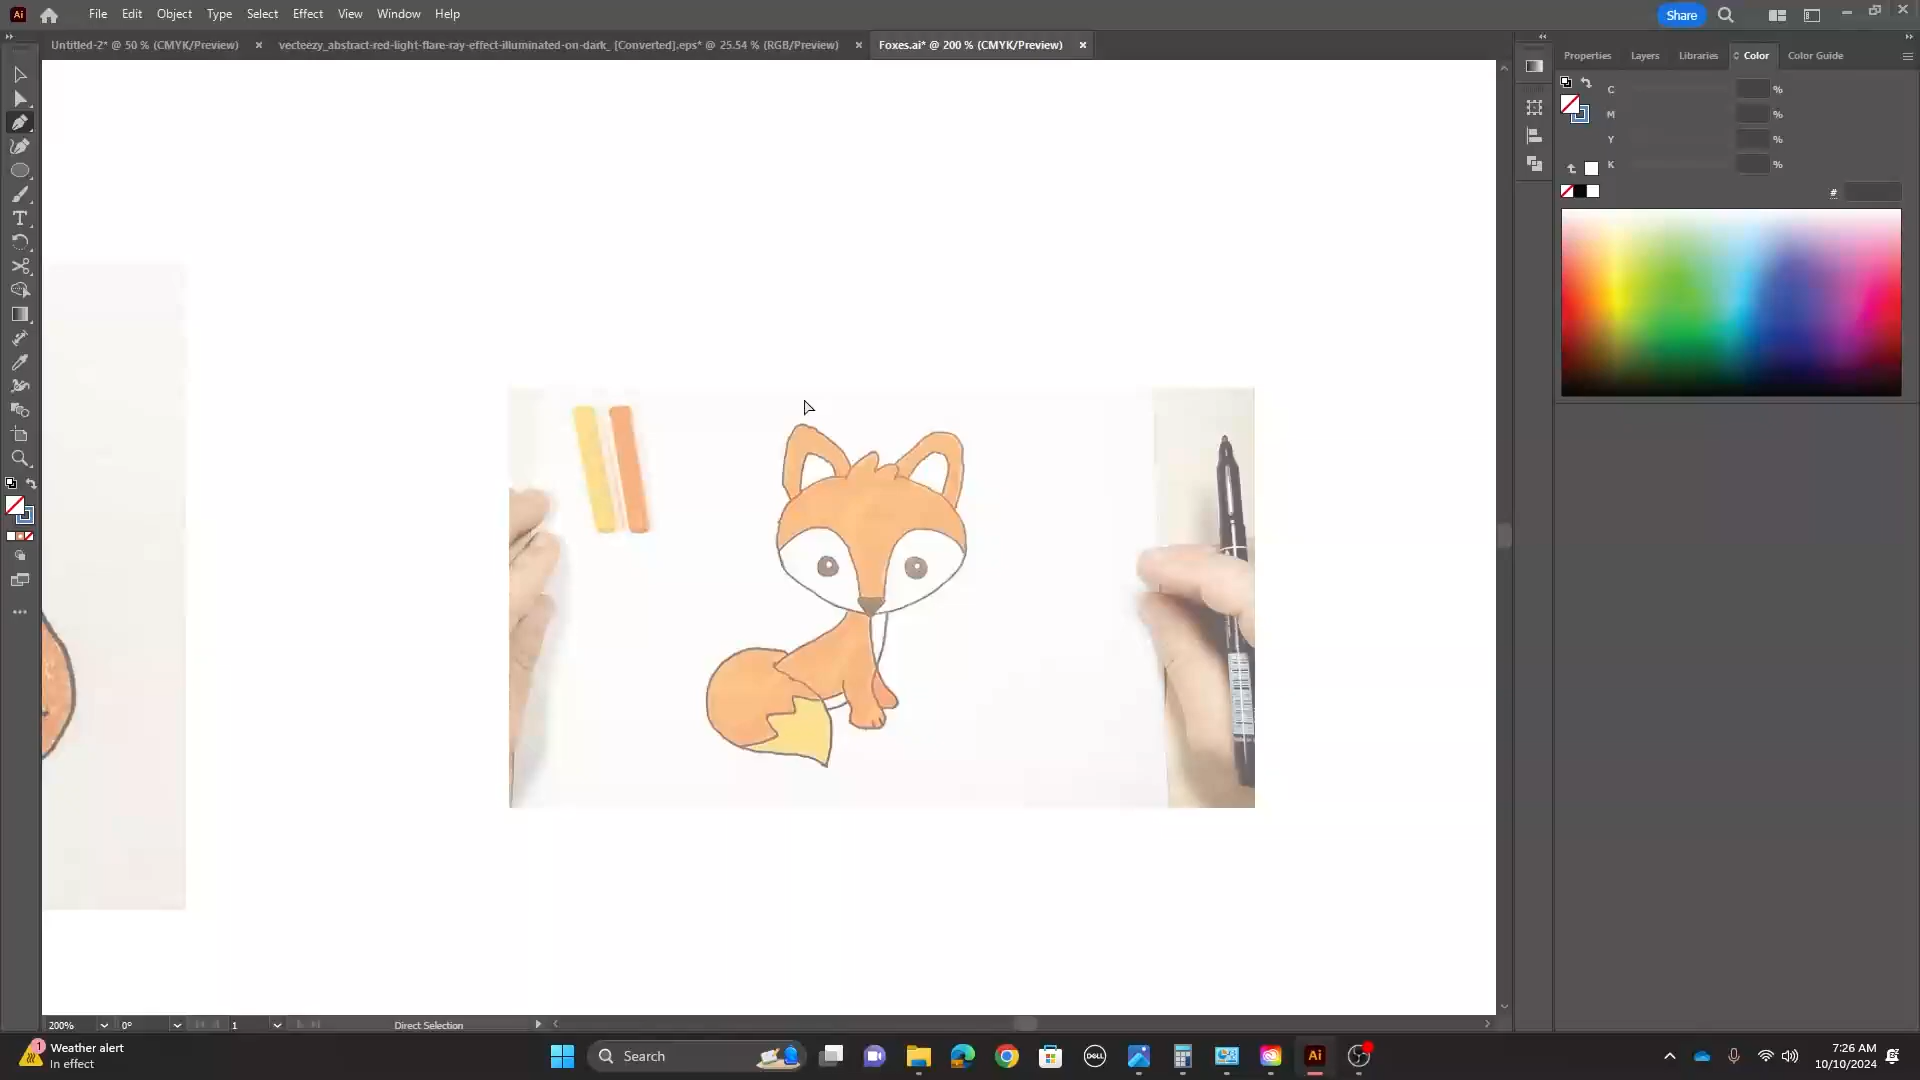 Ai File Edit Object Type Select Effect View Window Help Share
Untitled-2* @ 50 % (CMYK/Preview) × vecteezy_abstract-red-light-flare-ray-effect-illuminated-on-dark_ [Converted].eps* @ 25.54 % (RGB/Preview) × Foxes.ai* @ 200 % (CMYK/Preview) ×
Properties Layers Libraries Color Color Guide
C %
M %
Y %
K %
#
200% 0° 1 Direct Selection
Weather alert
In effect
1
Search
DELL
Ai
7:26 AM
10/10/2024